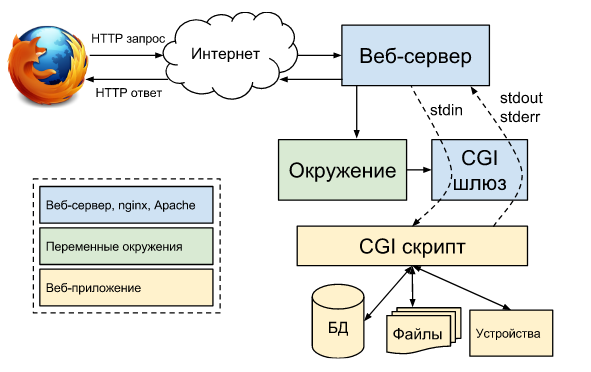 HTTP запрос
Интернет
Веб-сервер
HTTP ответ
stdin
stdout
stderr
Окружение
CGI
шлюз
Веб-сервер, nginx, Apache
Переменные окружения
Веб-приложение
CGI скрипт
БД
Файлы
Устройства